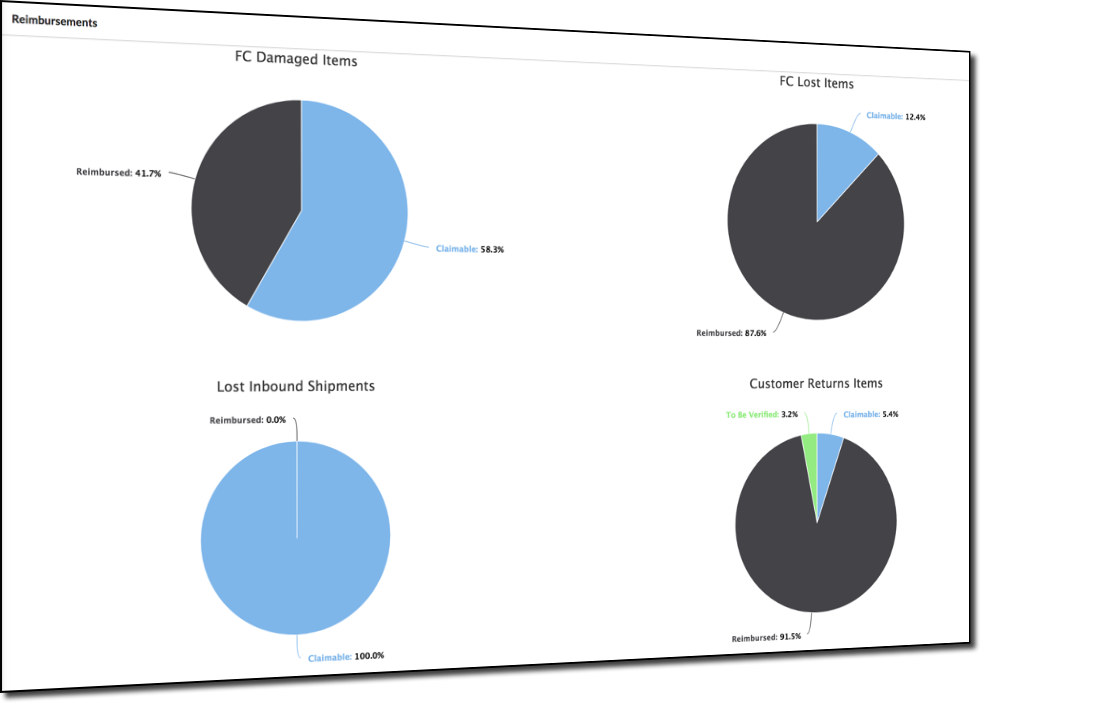 Reimbursements
FC Damaged Items
Reimbursed: 41.7%
Claimable: 58.3%
FC Lost Items
Claimable: 12.4%
Reimbursed: 87.6%
Lost Inbound Shipments
Reimbursed: 0.0%
Claimable: 100.0%
Customer Returns Items
To Be Verified: 3.2%
Claimable: 5.4%
Reimbursed: 91.5%